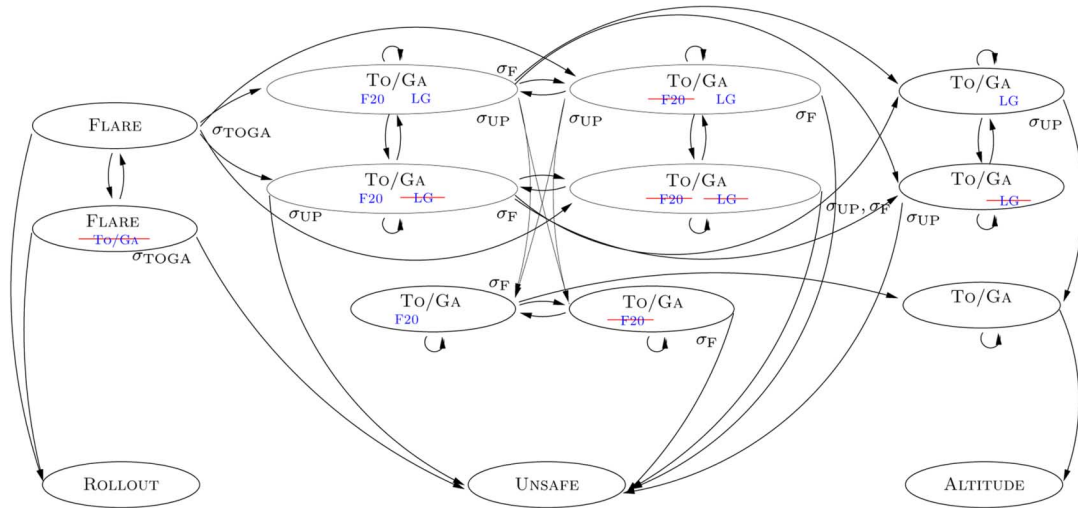 σF
TO/GA
F20 LG
TO/GA
F20 LG
TO/GA
LG
FLARE
σTOGA
σUP
σUP
σF
σUP
TO/GA
F20 LG
TO/GA
F20 LG
TO/GA
LG
σUP
σF
σUP, σF
σUP
FLARE
TO/GA
σTOGA
σF
TO/GA
F20
TO/GA
F20
TO/GA
σF
ROLLOUT
UNSAFE
ALTITUDE